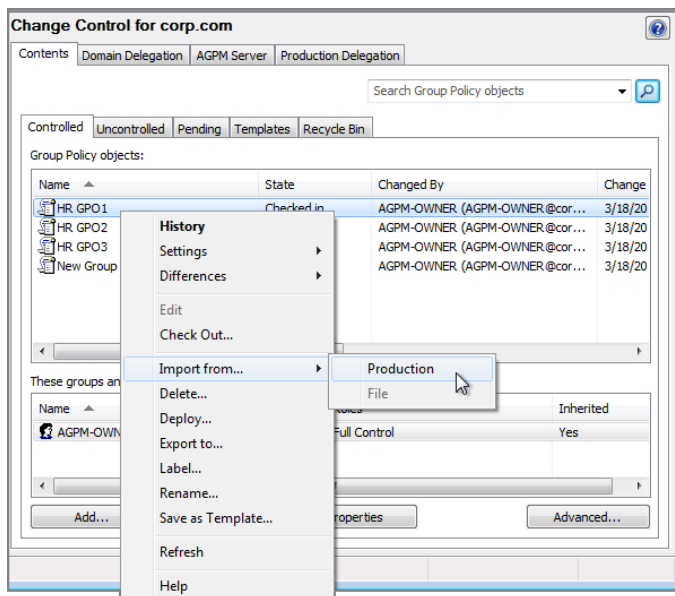 Change Control for corp.com
Contents Domain Delegation AGPM Server Production Delegation
Search Group Policy objects
Controlled Uncontrolled Pending Templates Recycle Bin
Group Policy objects:
Name State Changed By Change
HR GPO1 Checked in AGPM-OWNER (AGPM-OWNER@cor... 3/18/20
HR GPO2 AGPM-OWNER (AGPM-OWNER@cor... 3/18/20
HR GPO3 AGPM-OWNER (AGPM-OWNER@cor... 3/18/20
New Group AGPM-OWNER (AGPM-OWNER@cor... 3/18/20
History
Settings
Differences
Edit
Check Out...
Import from... Production
File
Delete...
Deploy...
Export to...
Label...
Rename...
Save as Template...
Refresh
Help
These groups an
Name Inherited
AGPM-OWN Full Control Yes
Add... Advanced...